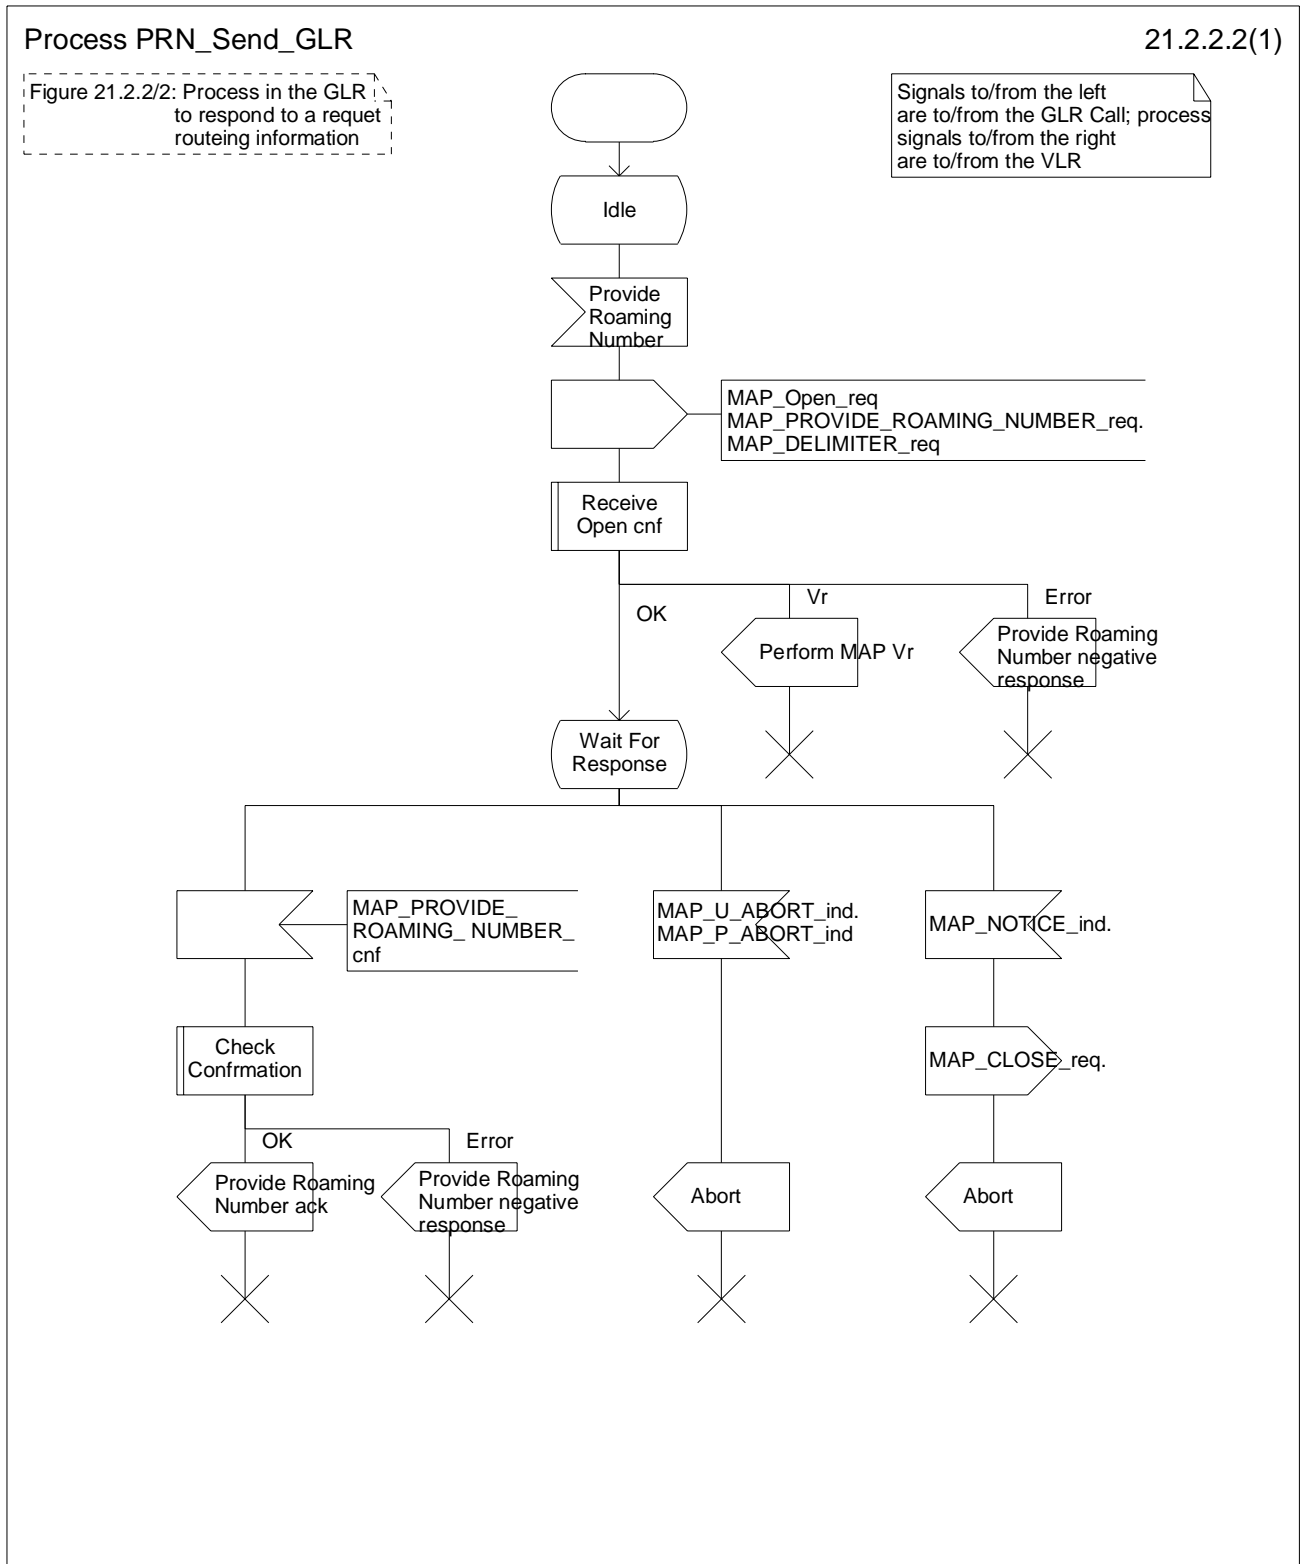 Process PRN_Send_GLR
21.2.2.2(1)
Figure 21.2.2/2: Process in the GLR
to respond to a requet
routeing information
Signals to/from the left
are to/from the GLR Call; process
signals to/from the right
are to/from the VLR
Idle
Provide
Roaming
Number
MAP_Open_req
MAP_PROVIDE_ROAMING_NUMBER_req.
MAP_DELIMITER_req
Receive
Open cnf
OK
Vr
Error
Perform MAP Vr
Provide Roaming
Number negative
response
Wait For
Response
MAP_PROVIDE_
ROAMING_ NUMBER_
cnf
MAP_U_ABORT_ind.
MAP_P_ABORT_ind
MAP_NOTICE_ind.
Check
Confrmation
MAP_CLOSE_req.
OK
Error
Provide Roaming
Number ack
Provide Roaming
Number negative
response
Abort
Abort